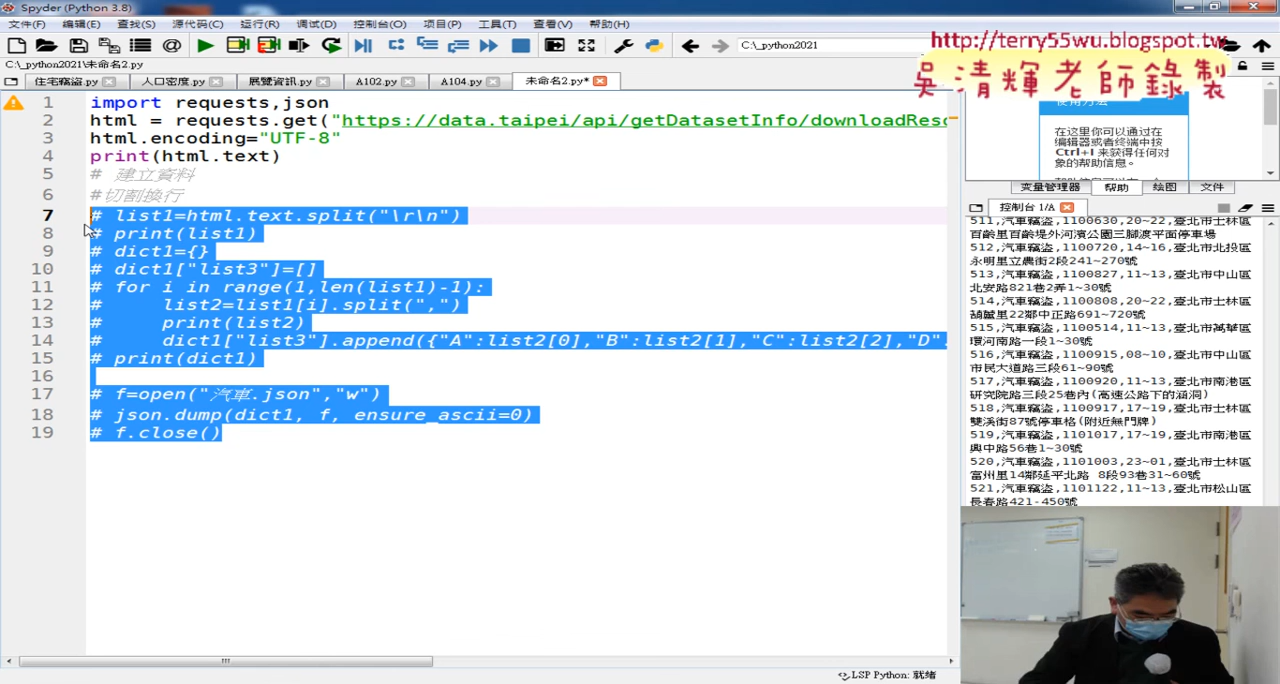 Spyder (Python 3.8)
文件(F) 编辑(E) 查找(S) 源代码(C) 运行(R) 调试(D) 控制台(O) 项目(P) 工具(T) 查看(V) 帮助(H)
C:\_python2021
http://terry55wu.blogspot.tw
吳清輝老師錄製
C:\_python2021\未命名2.py
住宅竊盜.py 人口密度.py 展覽資訊.py A102.py A104.py 未命名2.py*
1 import requests,json
2 html = requests.get("https://data.taipei/api/getDatasetInfo/downloadReso
3 html.encoding="UTF-8"
4 print(html.text)
5 # 建立資料
6 #切割換行
7 # list1=html.text.split("\r\n")
8 # print(list1)
9 # dict1={}
10 # dict1["list3"]=[]
11 # for i in range(1,len(list1)-1):
12 #     list2=list1[i].split(",")
13 #     print(list2)
14 #     dict1["list3"].append({"A":list2[0],"B":list2[1],"C":list2[2],"D"
15 # print(dict1)
16
17 # f=open("汽車.json","w")
18 # json.dump(dict1, f, ensure_ascii=0)
19 # f.close()
使用方法
在这里你可以通过在
编辑器或者终端中按
Ctrl+I 来获得任何对
象的帮助信息。
变量管理器 帮助 绘图 文件
控制台 1/A
511,汽車竊盜,1100630,20~22,臺北市士林區
百齡里百齡堤外河濱公園三腳渡平面停車場
512,汽車竊盜,1100720,14~16,臺北市北投區
永明里立農街2段241~270號
513,汽車竊盜,1100827,11~13,臺北市中山區
北安路821巷2弄1~30號
514,汽車竊盜,1100808,20~22,臺北市士林區
里22鄰中正路691~720號
515,汽車竊盜,1100514,11~13,臺北市萬華區
環河南路一段1~30號
516,汽車竊盜,1100915,08~10,臺北市中山區
市民大道路三段61~90號
517,汽車竊盜,1100920,11~13,臺北市南港區
研究院路三段25巷內(高速公路下的涵洞)
518,汽車竊盜,1100917,17~19,臺北市士林區
雙溪街87號停車格(附近無門牌)
519,汽車竊盜,1101017,17~19,臺北市南港區
興中路56巷1~30號
520,汽車竊盜,1101003,23~01,臺北市士林區
富州里14鄰延平北路 8段93巷31~60號
521,汽車竊盜,1101122,11~13,臺北市松山區
長春路421-450號
LSP Python: 就绪